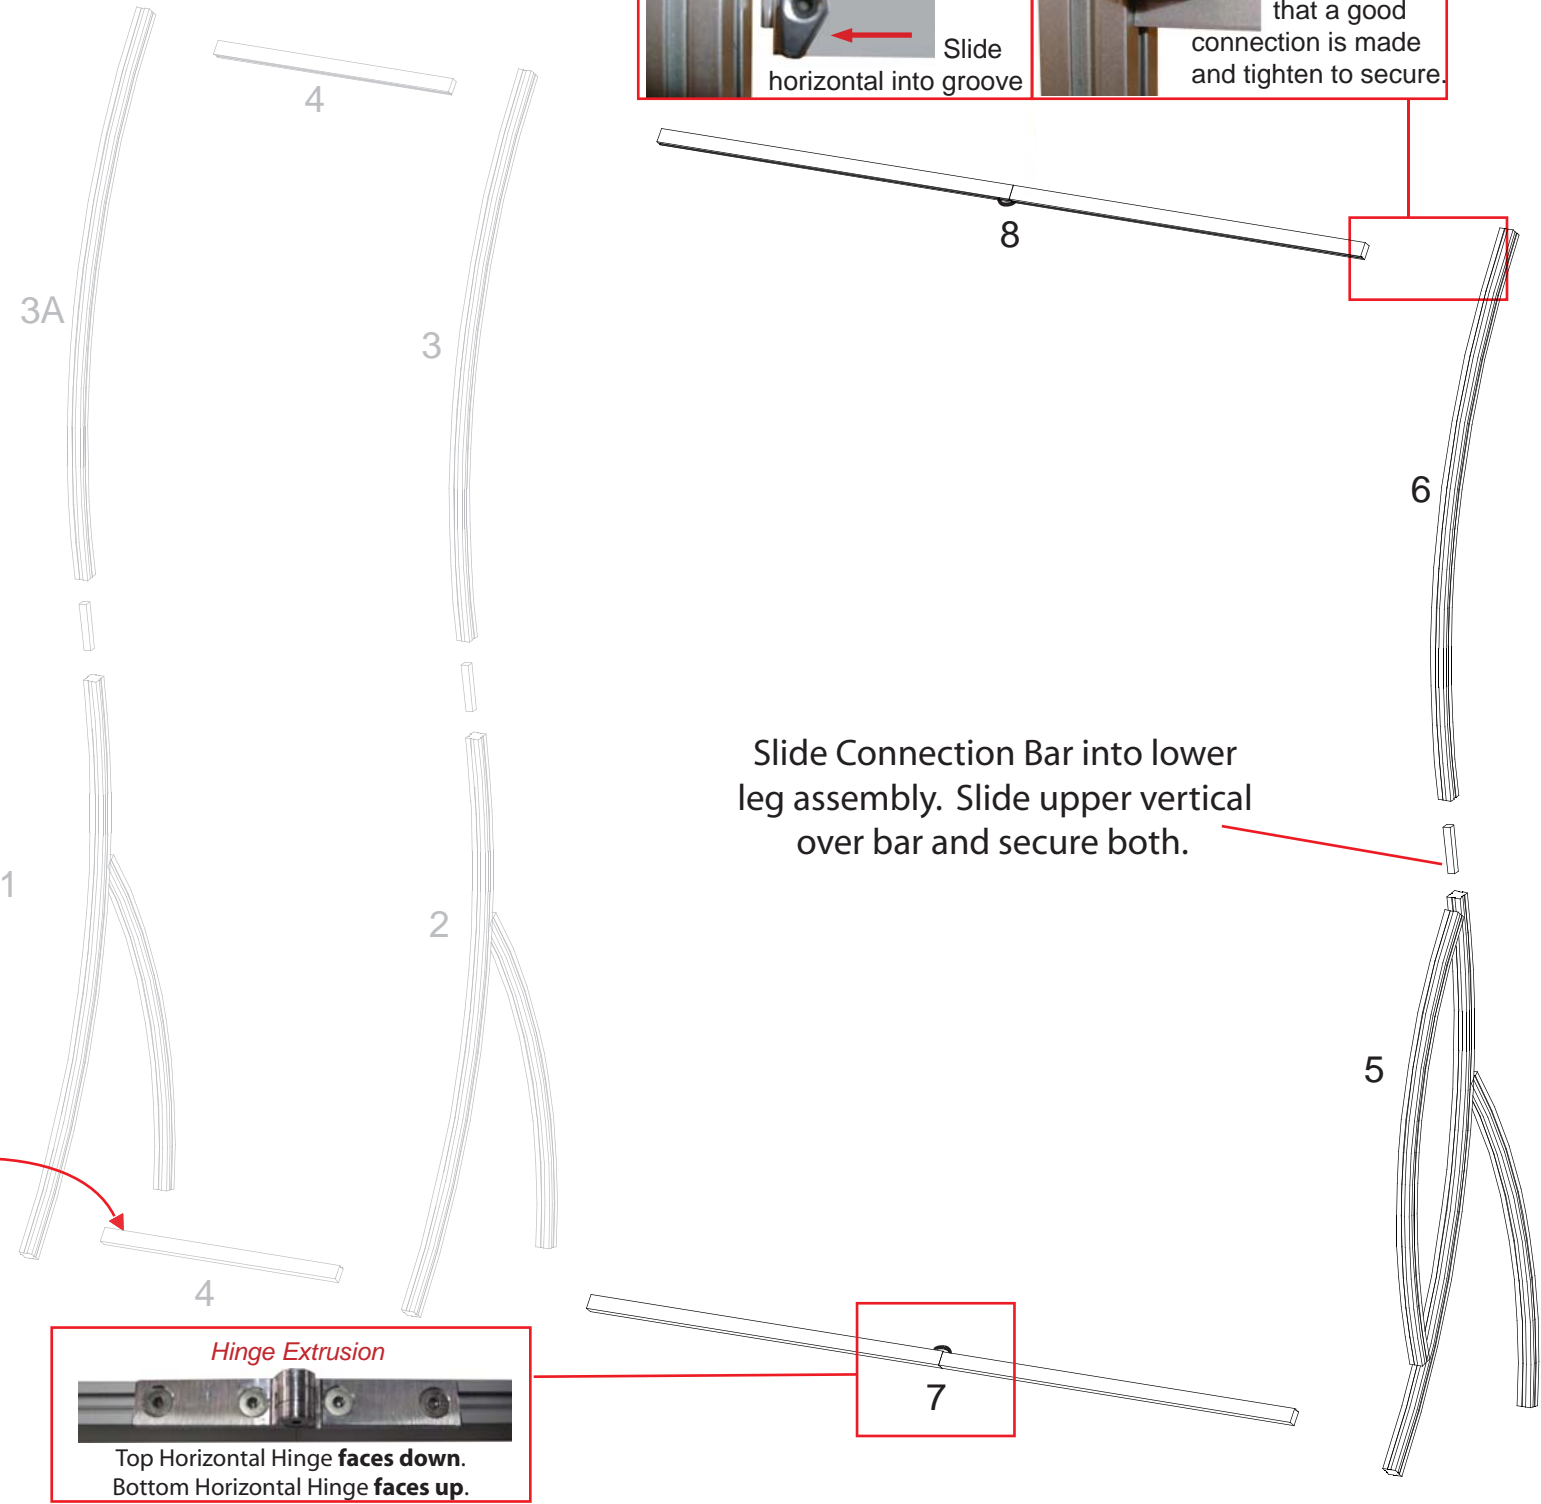 that a good
connection is made
and tighten to secure.
Slide
horizontal into groove
4
8
3A
3
6
Slide Connection Bar into lower
leg assembly.  Slide upper vertical
over bar and secure both.
1
2
5
4
7
Hinge Extrusion
Top Horizontal Hinge faces down.
Bottom Horizontal Hinge faces up.